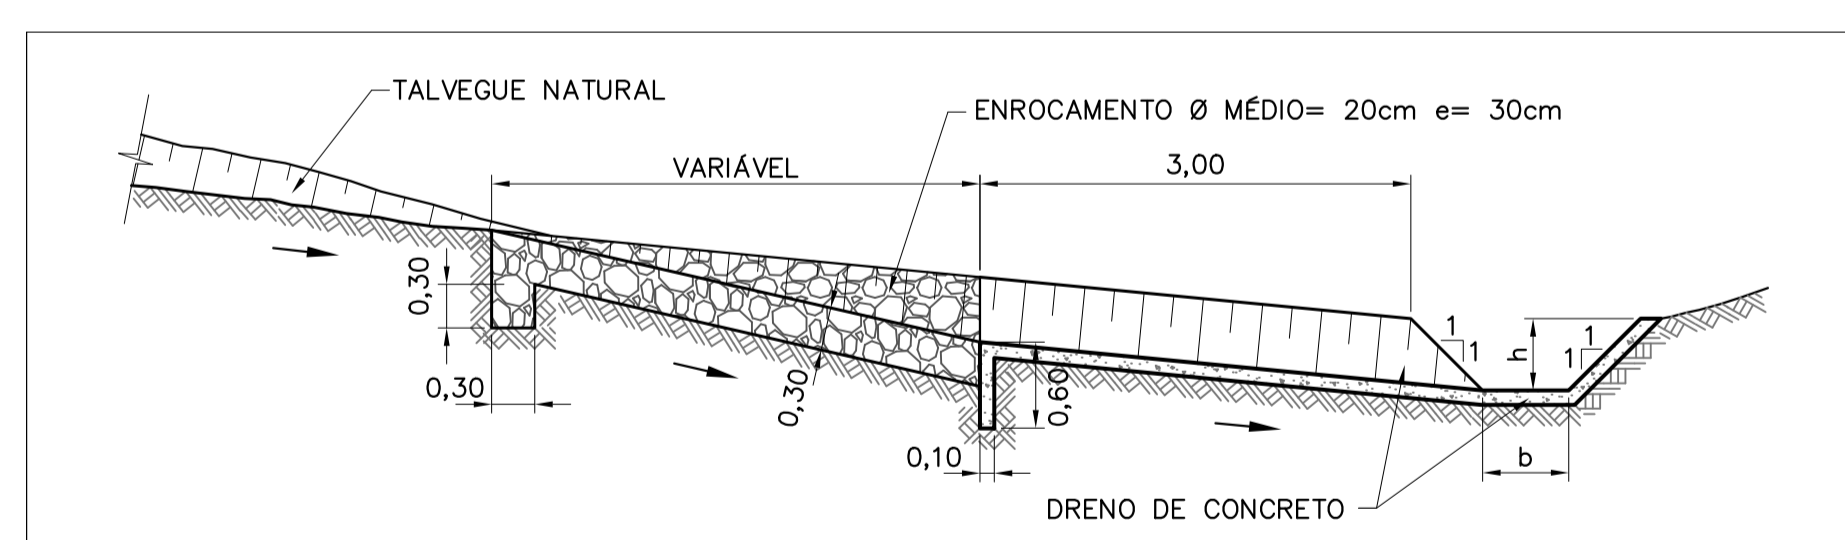 TALVEGUE NATURAL
ENROCAMENTO Ø MÉDIO= 20cm e= 30cm
VARIÁVEL
3,00
0,30
0,30
0,30
0,60
0,10
1
1
h
1
1
b
DRENO DE CONCRETO